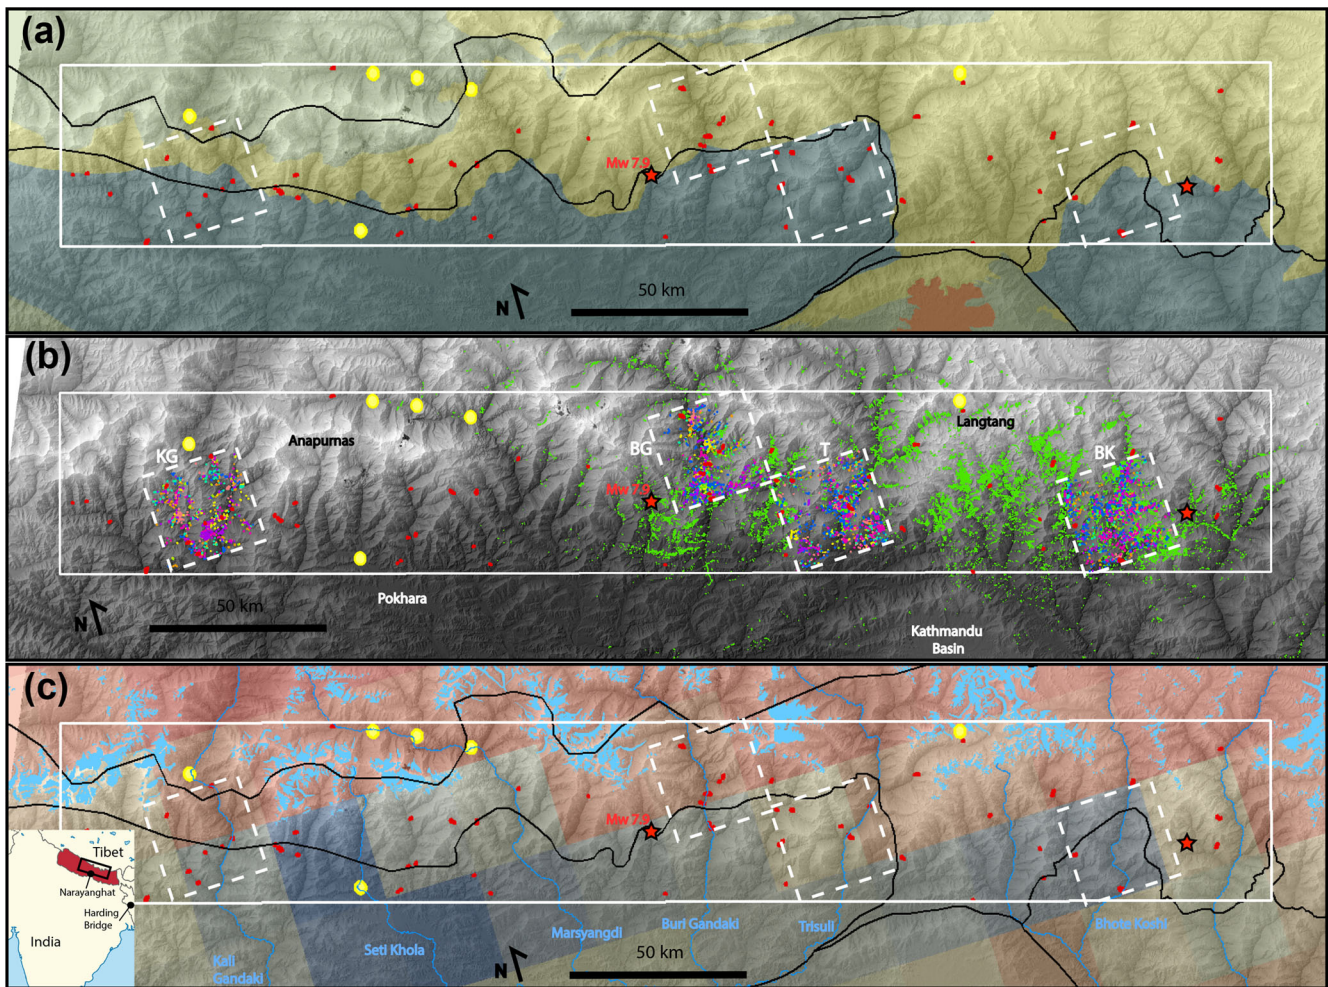 (a)
Mw 7.9
N
50 km
(b)
KG
Anapurnas
BG
T
Langtang
BK
Mw 7.9
N
50 km
Pokhara
Kathmandu
Basin
(c)
Mw 7.9
Tibet
Narayanghat
Harding
Bridge
India
Kali
Gandaki
Seti Khola
Marsyangdi
Buri Gandaki
Trisuli
Bhote Koshi
N
50 km